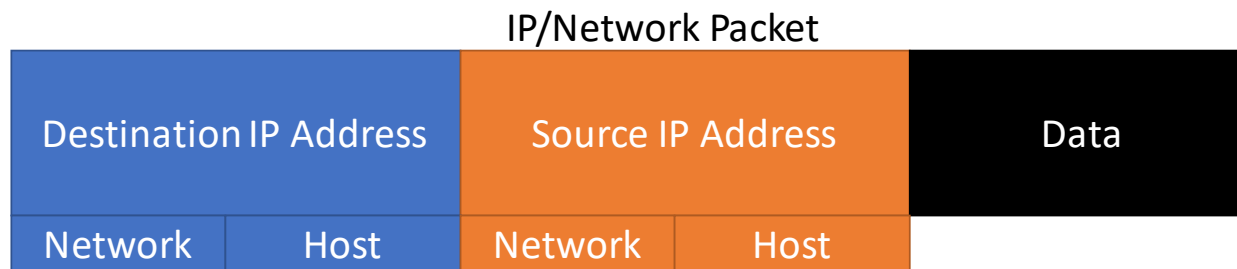 IP/Network Packet
Destination IP Address Source IP Address Data
Network Host Network Host